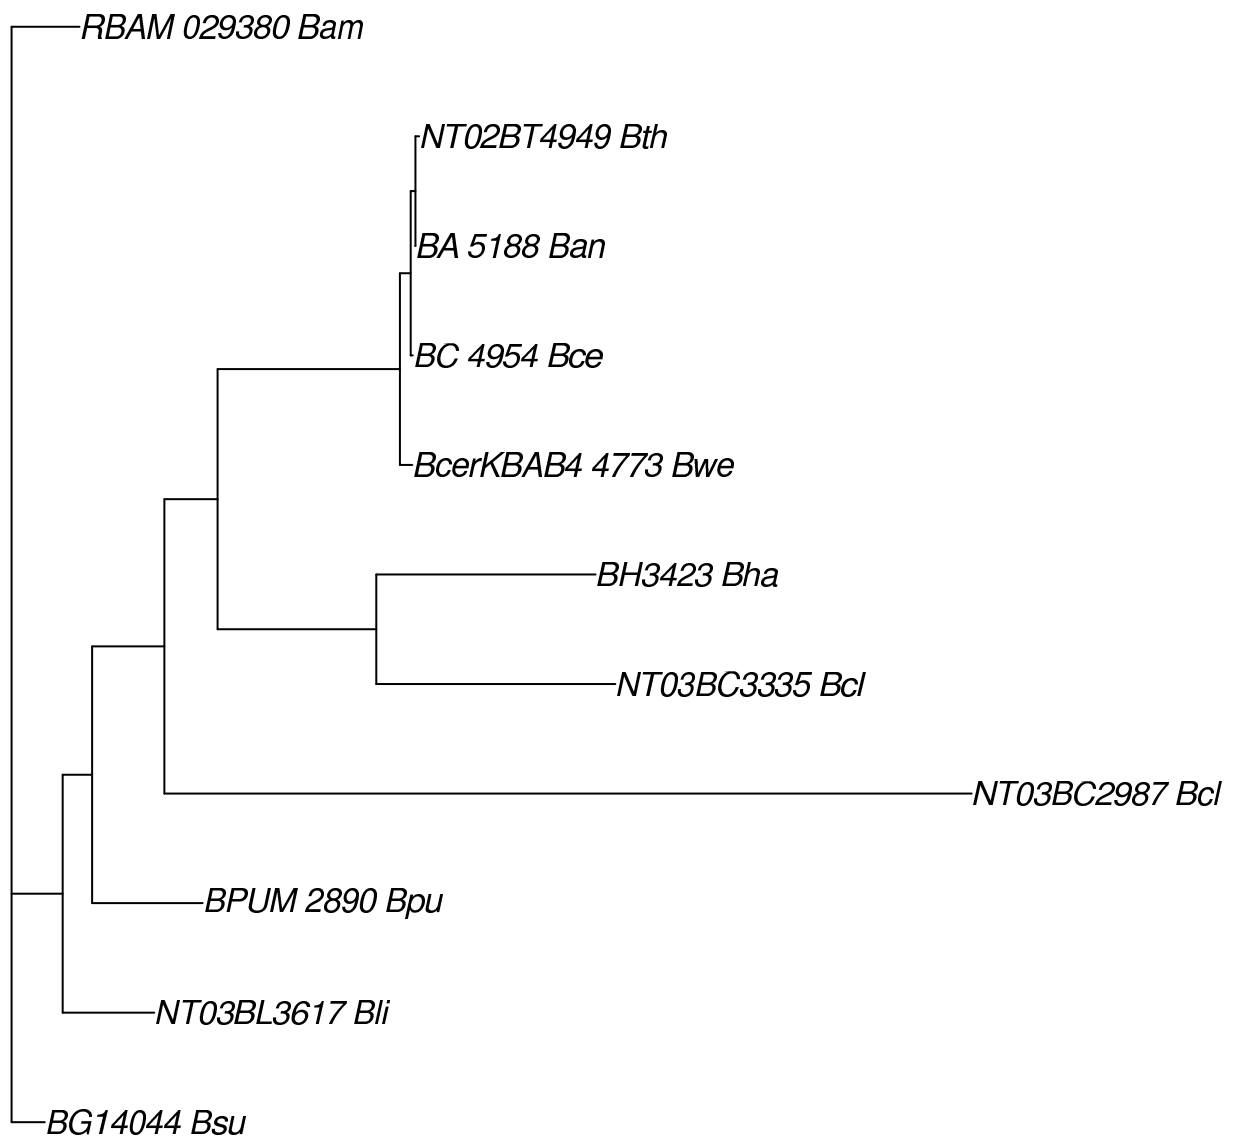 RBAM 029380 Bam
NT02BT4949 Bth
BA 5188 Ban
BC 4954 Bce
BcerKBAB4 4773 Bwe
BH3423 Bha
NT03BC3335 Bcl
NT03BC2987 Bcl
BPUM 2890 Bpu
NT03BL3617 Bli
BG14044 Bsu